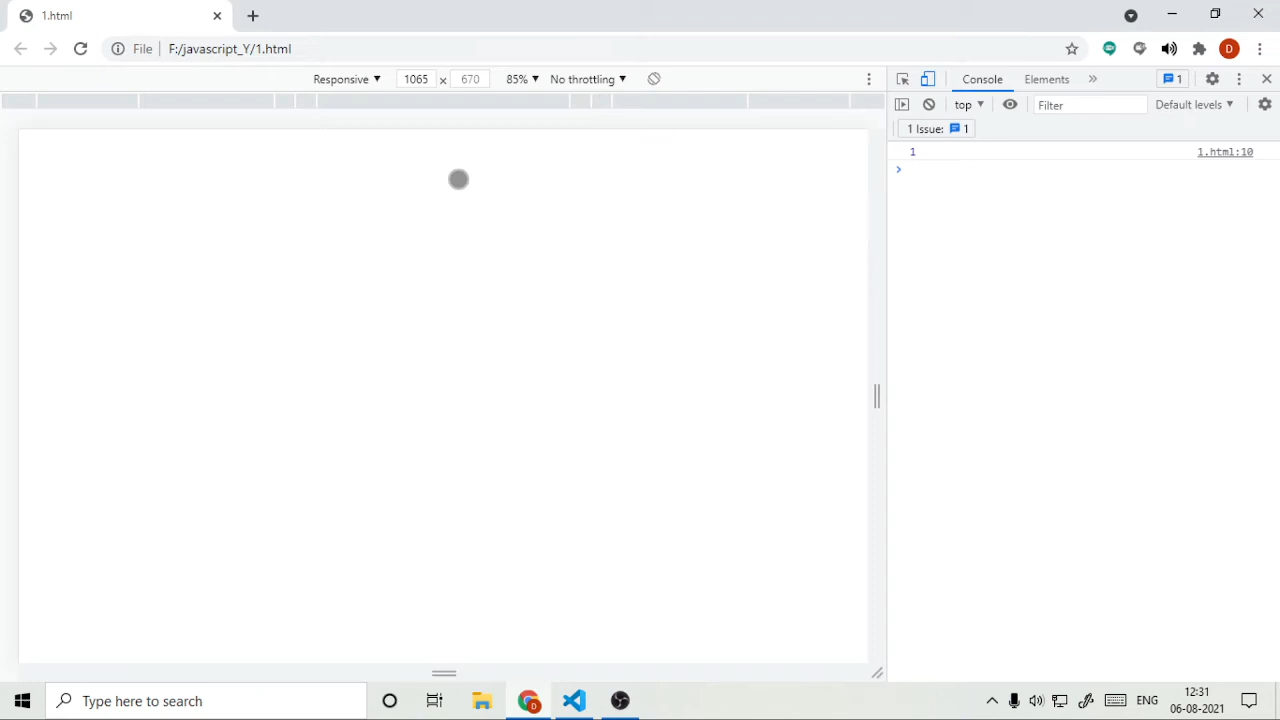 1.html
File F:/javascript_Y/1.html
D
Responsive 1065 × 670 85% No throttling
Console Elements » 1
top Filter Default levels
1 Issue: 1
1 1.html:10
Type here to search
D
ENG
12:31
06-08-2021